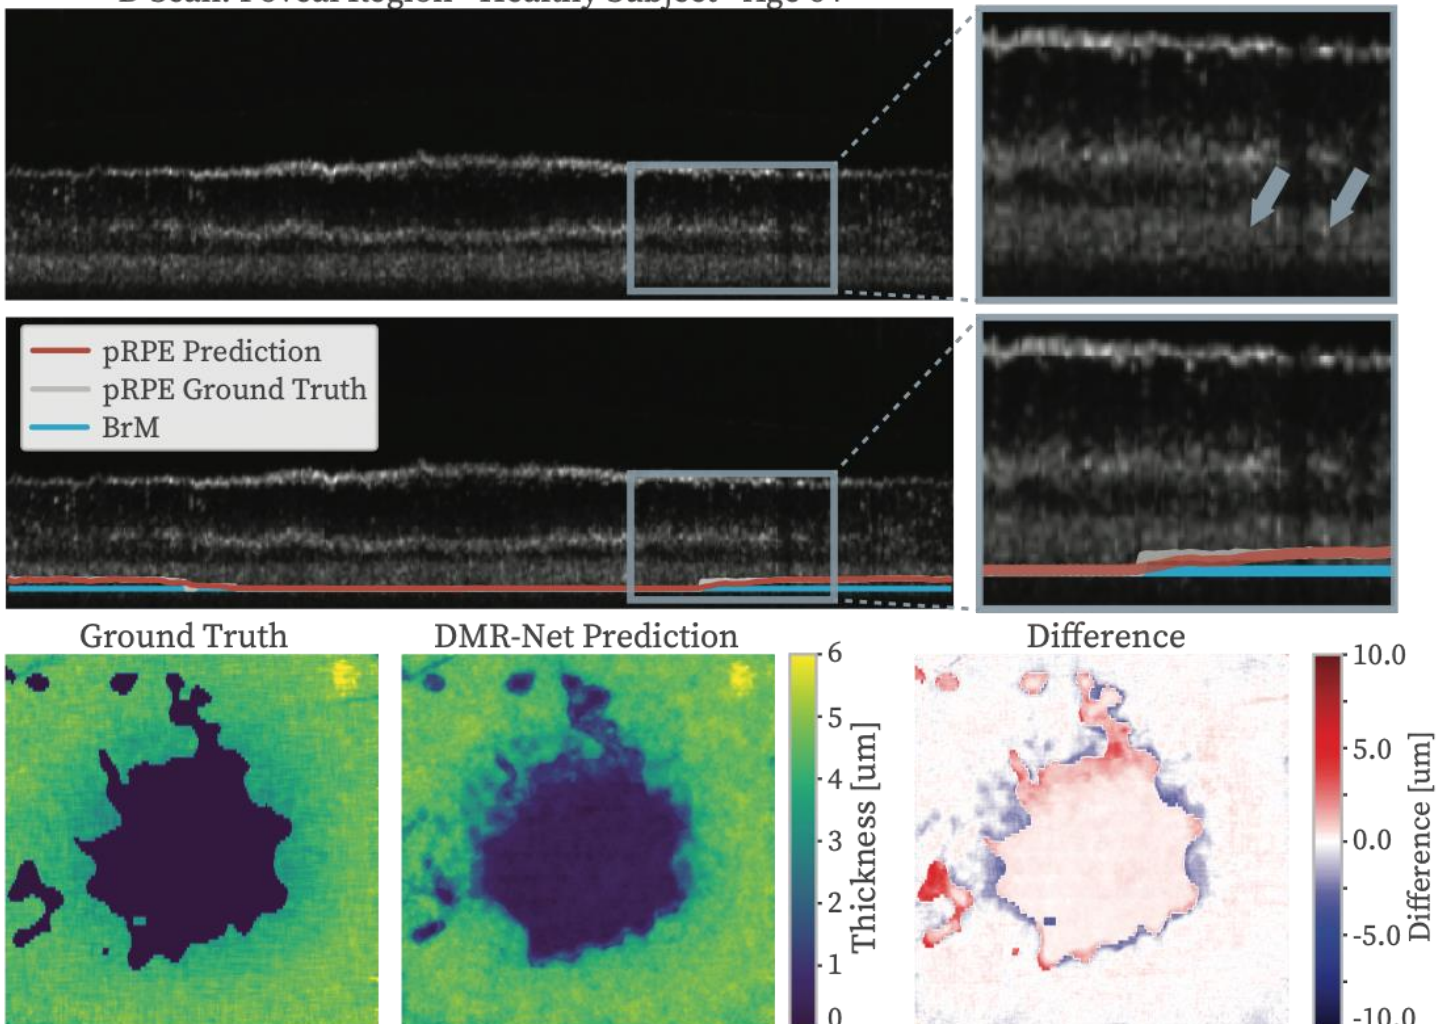 pRPE Prediction
pRPE Ground Truth
BrM
Ground Truth
DMR-Net Prediction
Difference
6
5
4
3
2
1
0
Thickness [um]
10.0
5.0
0.0
-5.0
-10.0
Difference [um]